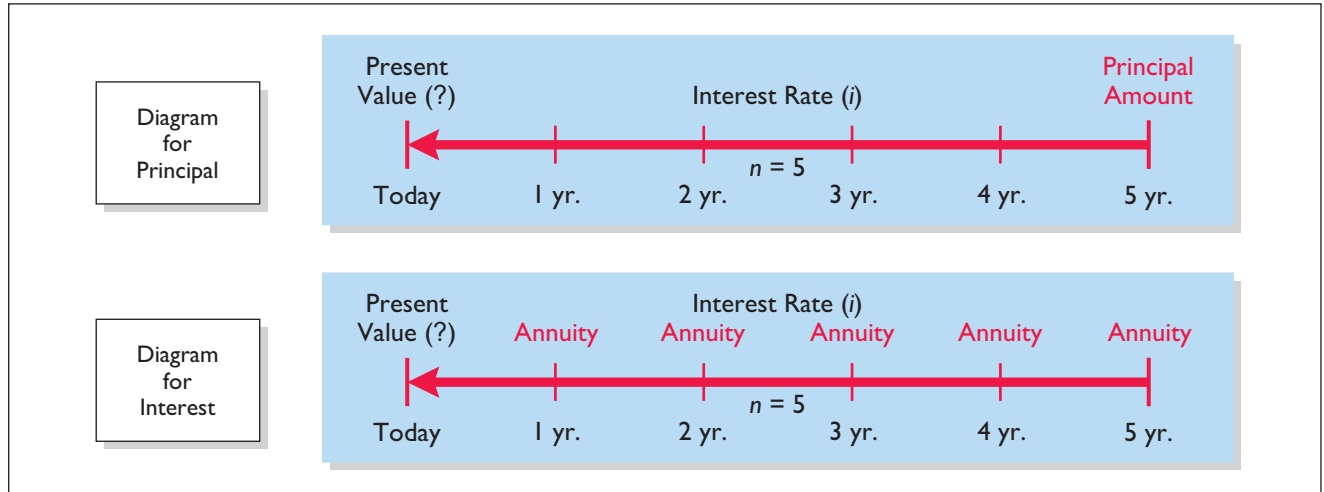 Diagram
for
Principal
Present
Value (?)
Interest Rate (i)
Principal
Amount
n = 5
Today
1 yr.
2 yr.
3 yr.
4 yr.
5 yr.
Diagram
for
Interest
Present
Value (?)
Interest Rate (i)
Annuity
Annuity
Annuity
Annuity
Annuity
n = 5
Today
1 yr.
2 yr.
3 yr.
4 yr.
5 yr.